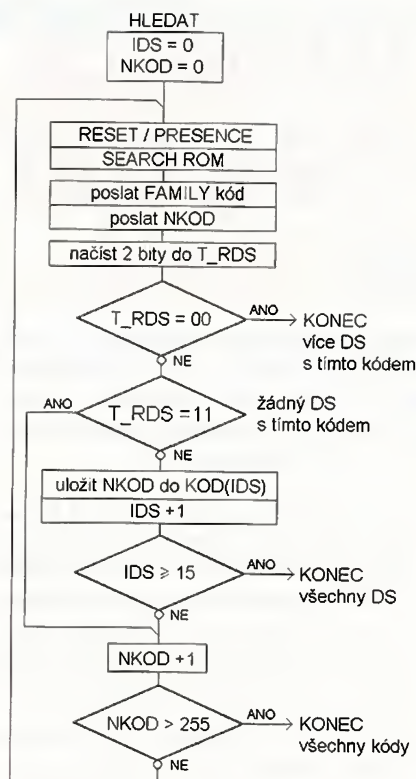 HLEDAT
IDS = 0
NKOD = 0
RESET / PRESENCE
SEARCH ROM
poslat FAMILY kód
poslat NKOD
načíst 2 bity do T_RDS
T_RDS = 00
ANO
KONEC
více DS
s tímto kódem
NE
ANO
T_RDS = 11
žádný DS
s tímto kódem
NE
uložit NKOD do KOD(IDS)
IDS +1
IDS ⩾ 15
ANO
KONEC
všechny DS
NE
NKOD +1
NKOD > 255
ANO
KONEC
všechny kódy
NE